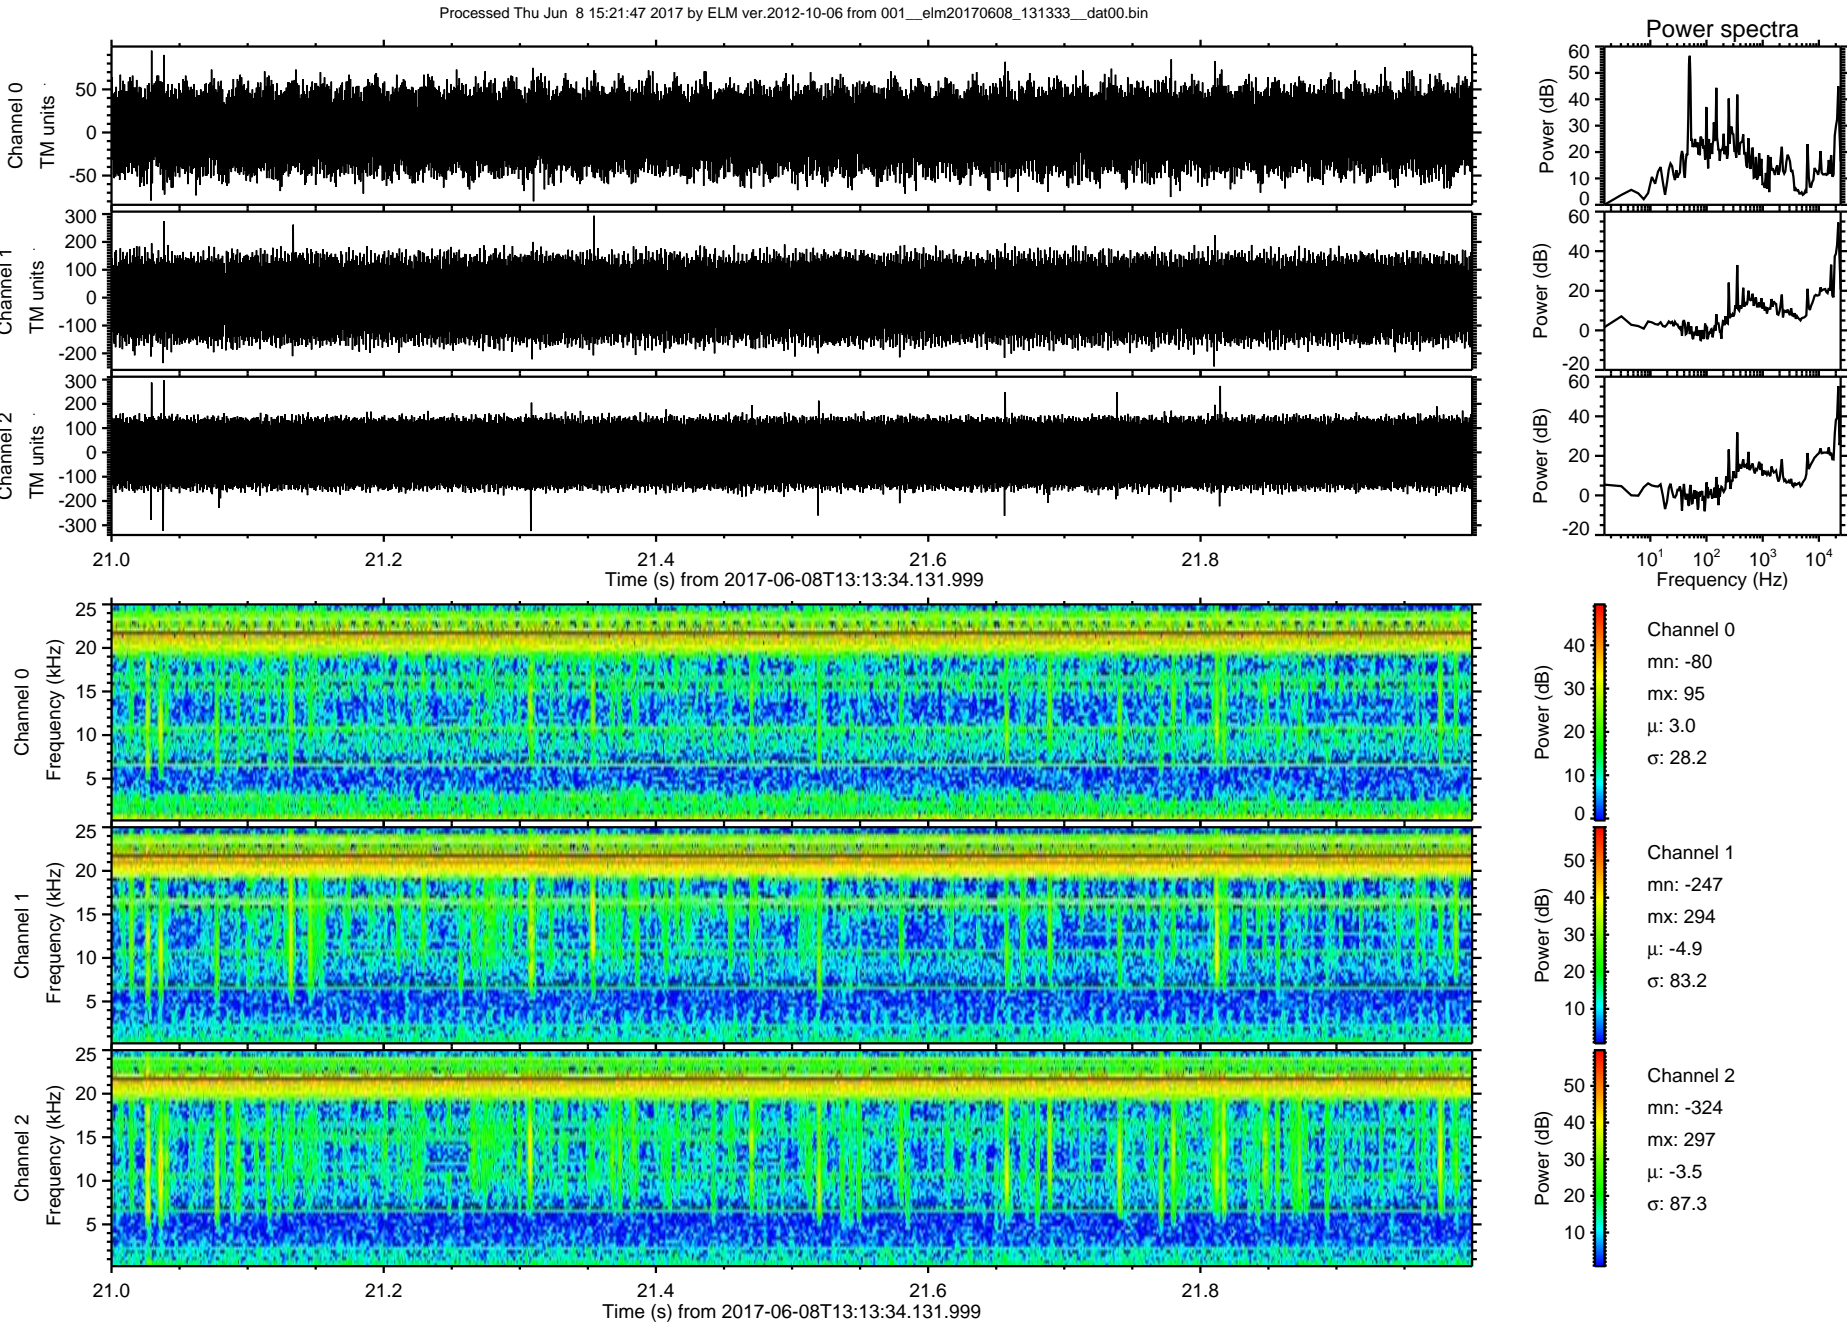 Processed Thu Jun  8 15:21:47 2017 by ELM ver.2012-10-06 from 001__elm20170608_131333__dat00.bin
Power spectra
Channel 0
TM units
50
0
-50
Power (dB)
60
50
40
30
20
10
0
Channel 1
TM units
300
200
100
0
-100
-200
Power (dB)
60
40
20
0
-20
Channel 2
TM units
300
200
100
0
-100
-200
-300
Power (dB)
60
40
20
0
-20
21.0 21.2 21.4 21.6 21.8
Time (s) from 2017-06-08T13:13:34.131.999
10^1 10^2 10^3 10^4
Frequency (Hz)
Channel 0
Frequency (kHz)
25
20
15
10
5
Power (dB)
40
30
20
10
0
Channel 0
mn: -80
mx: 95
μ: 3.0
σ: 28.2
Channel 1
Frequency (kHz)
25
20
15
10
5
Power (dB)
50
40
30
20
10
Channel 1
mn: -247
mx: 294
μ: -4.9
σ: 83.2
Channel 2
Frequency (kHz)
25
20
15
10
5
Power (dB)
50
40
30
20
10
Channel 2
mn: -324
mx: 297
μ: -3.5
σ: 87.3
21.0 21.2 21.4 21.6 21.8
Time (s) from 2017-06-08T13:13:34.131.999